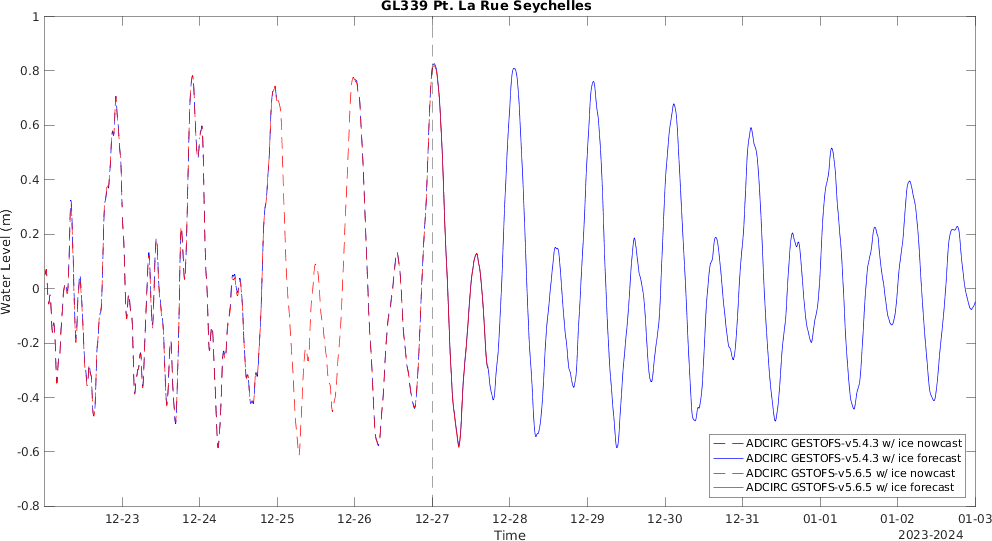 GL339 Pt. La Rue Seychelles
1
0.8
0.6
0.4
0.2
0
-0.2
-0.4
-0.6
-0.8
Water Level (m)
12-23 12-24 12-25 12-26 12-27 12-28 12-29 12-30 12-31 01-01 01-02 01-03
2023-2024
Time
ADCIRC GESTOFS-v5.4.3 w/ ice nowcast
ADCIRC GESTOFS-v5.4.3 w/ ice forecast
ADCIRC GSTOFS-v5.6.5 w/ ice nowcast
ADCIRC GSTOFS-v5.6.5 w/ ice forecast